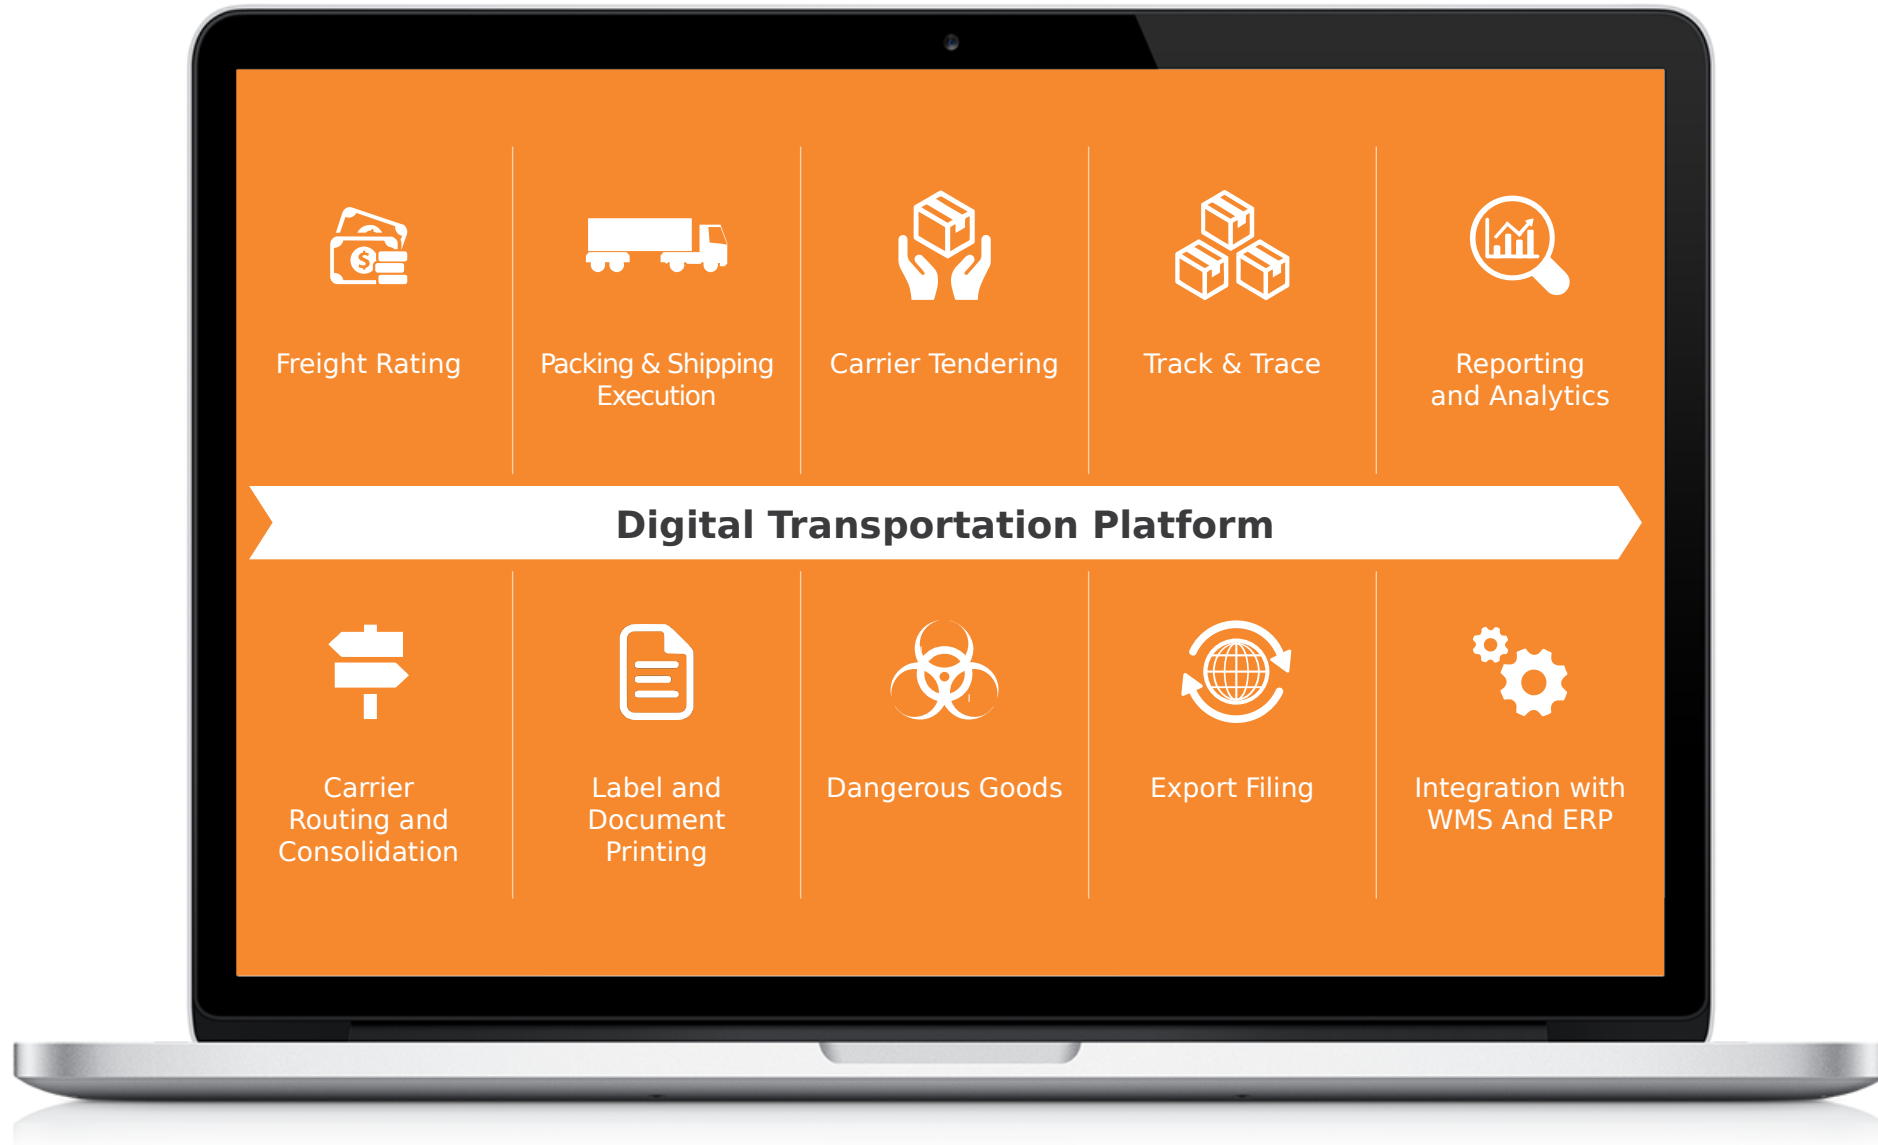 Freight Rating
Packing & Shipping
Execution
Carrier Tendering
Track & Trace
Reporting
and Analytics
Digital Transportation Platform
Carrier
Routing and
Consolidation
Label and
Document
Printing
Dangerous Goods
Export Filing
Integration with
WMS And ERP